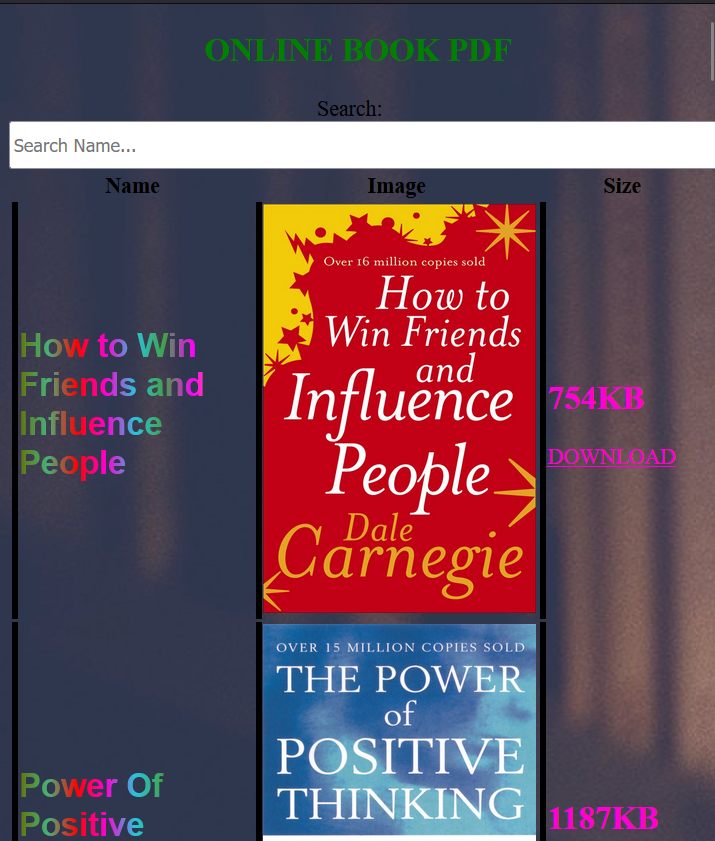 ONLINE BOOK PDF
Search:
Search Name...
Name Image Size
How to Win
Friends and
Influence
People
Over 16 million copies sold
How to
Win Friends
and
Influence
People
Dale
Carnegie
754KB
DOWNLOAD
Power Of
Positive
OVER 15 MILLION COPIES SOLD
THE POWER
of
POSITIVE
THINKING
1187KB